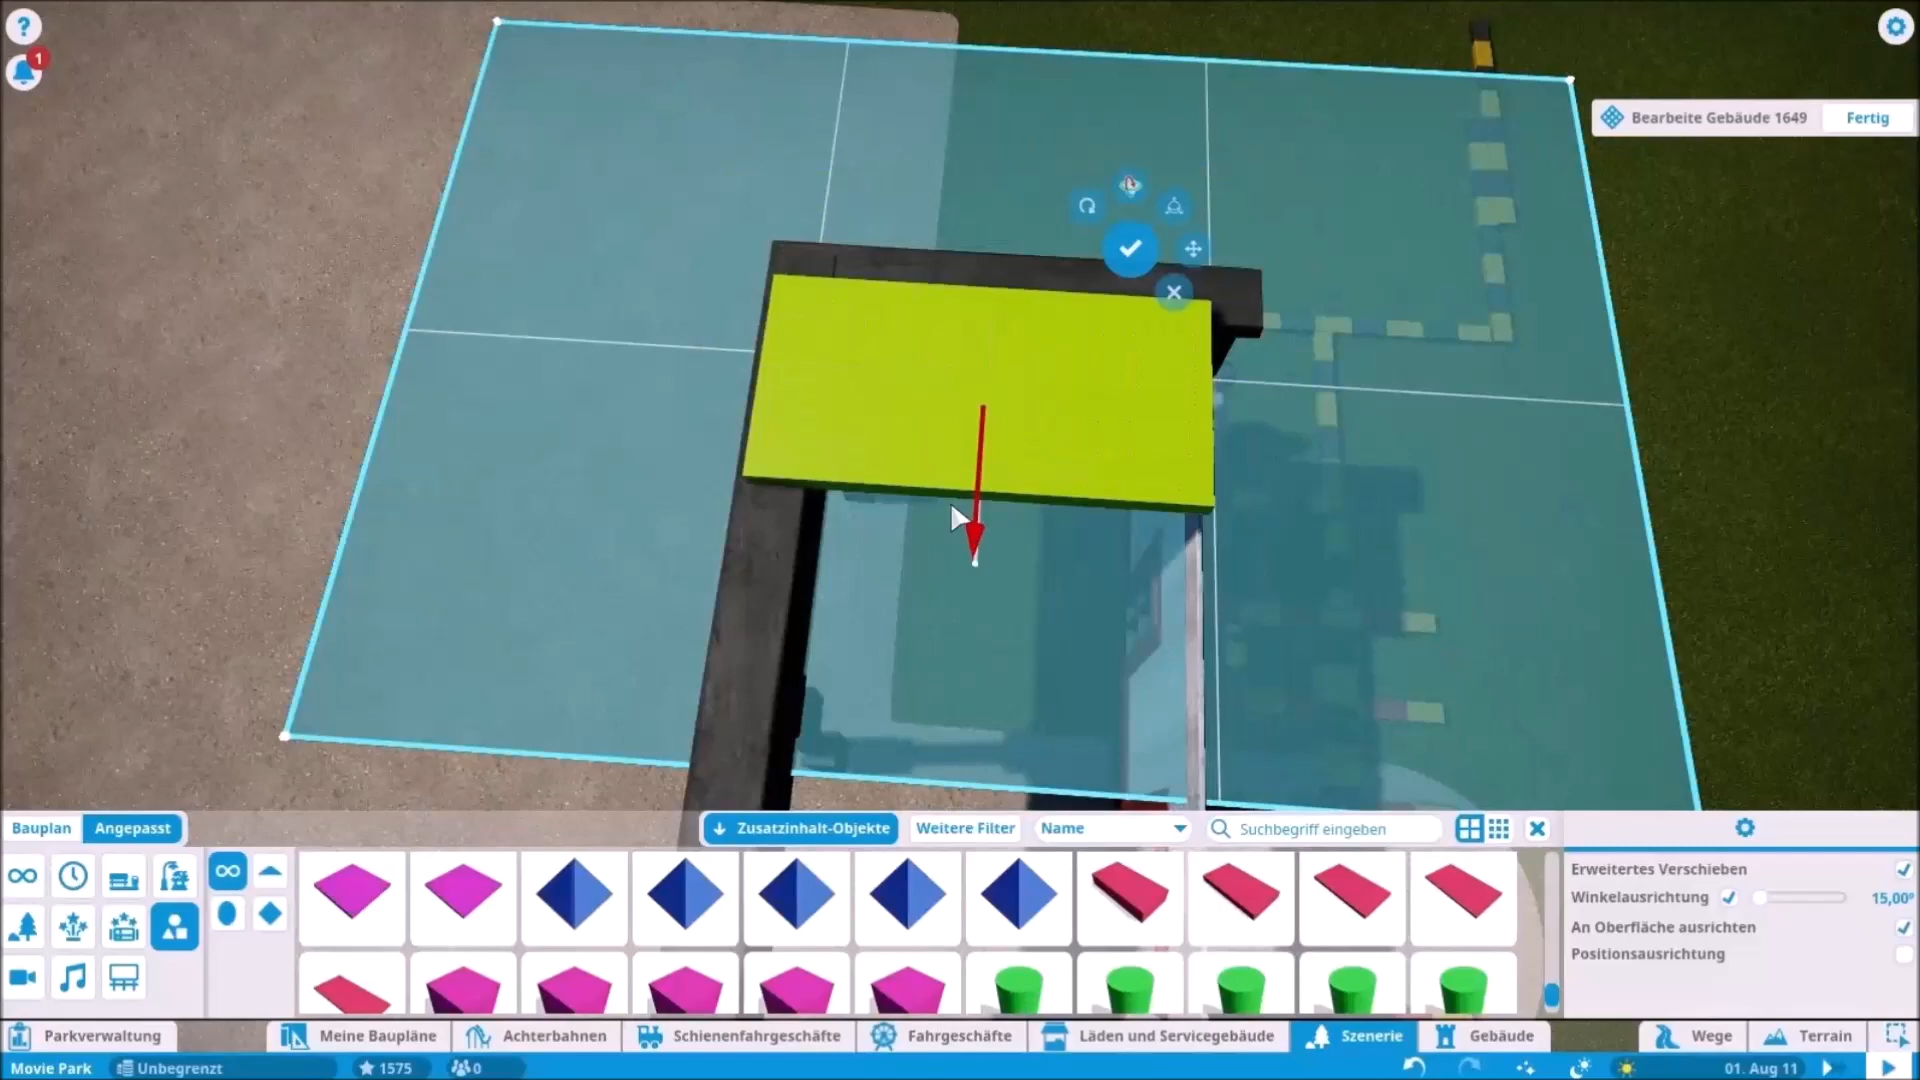 ?
1
Bearbeite Gebäude 1649 Fertig
Bauplan Angepasst
Zusatzinhalt-Objekte Weitere Filter Name Suchbegriff eingeben
Erweitertes Verschieben
Winkelausrichtung 15,00°
An Oberfläche ausrichten
Positionsausrichtung
Parkverwaltung Meine Baupläne Achterbahnen Schienenfahrgeschäfte Fahrgeschäfte Läden und Servicegebäude Szenerie Gebäude Wege Terrain
Movie Park Unbegrenzt 1575 0 01. Aug 11